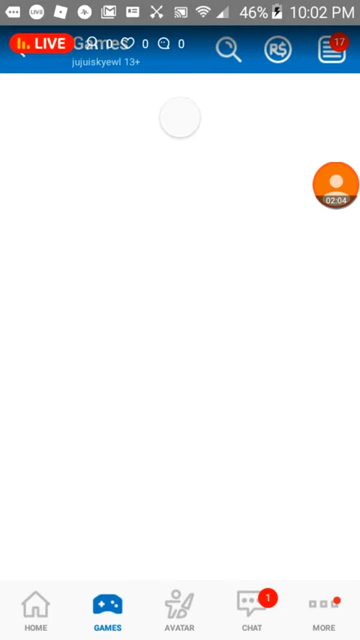 LIVE 46% 10:02 PM
LIVE Games 0 0 0 R$ 17
jujuiskyewl 13+
02:04
1
HOME GAMES AVATAR CHAT MORE